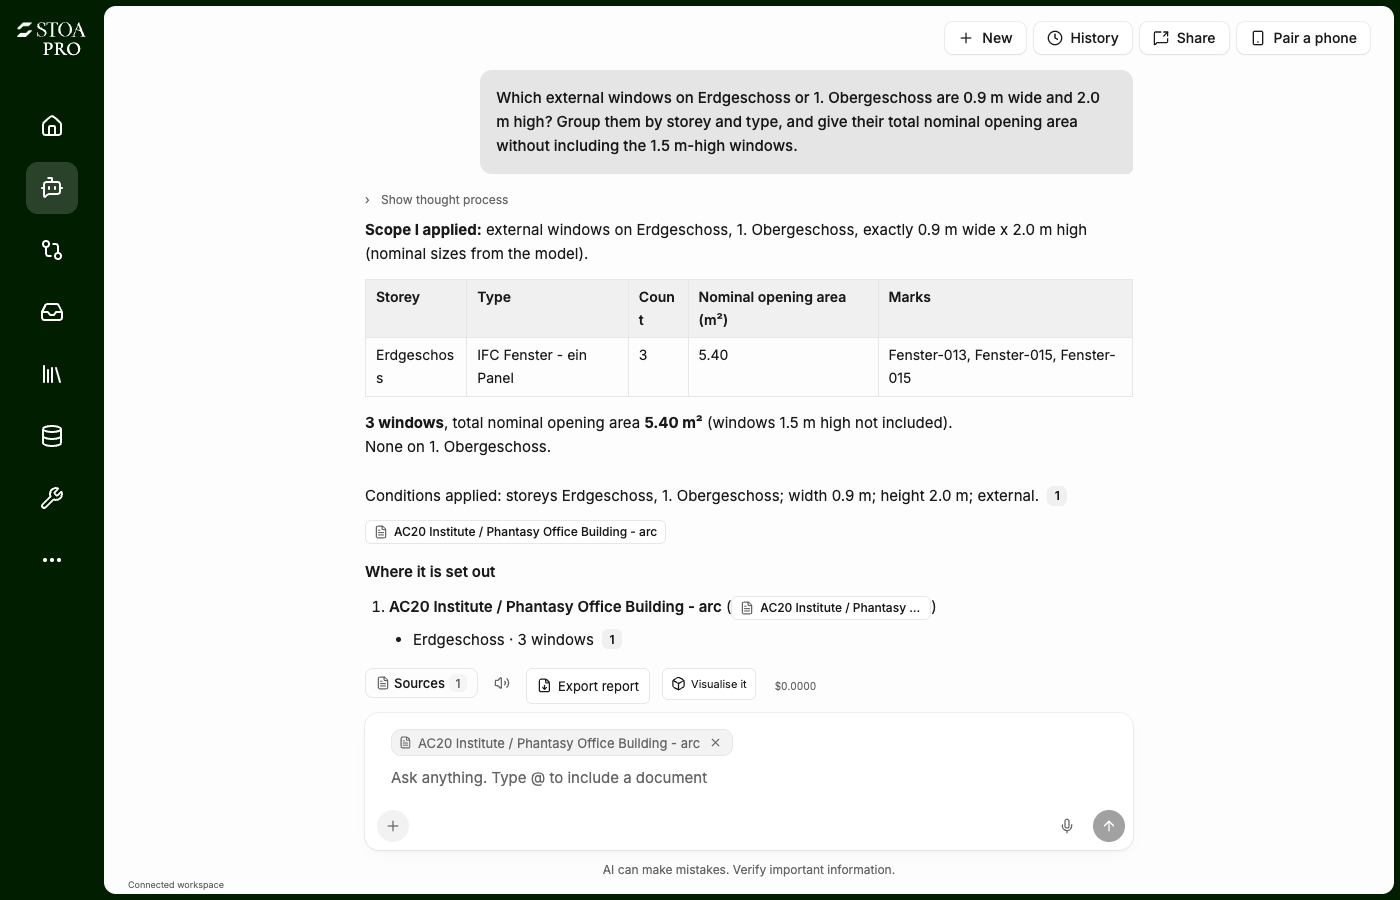 STOA
PRO
New
History
Share
Pair a phone
Which external windows on Erdgeschoss or 1. Obergeschoss are 0.9 m wide and 2.0
m high? Group them by storey and type, and give their total nominal opening area
without including the 1.5 m-high windows.
Show thought process
Scope I applied: external windows on Erdgeschoss, 1. Obergeschoss, exactly 0.9 m wide x 2.0 m high
(nominal sizes from the model).
Storey
Type
Coun
t
Nominal opening area
(m²)
Marks
Erdgeschos
s
IFC Fenster - ein
Panel
3
5.40
Fenster-013, Fenster-015, Fenster-
015
3 windows, total nominal opening area 5.40 m² (windows 1.5 m high not included).
None on 1. Obergeschoss.
Conditions applied: storeys Erdgeschoss, 1. Obergeschoss; width 0.9 m; height 2.0 m; external. 1
AC20 Institute / Phantasy Office Building - arc
Where it is set out
1. AC20 Institute / Phantasy Office Building - arc (AC20 Institute / Phantasy ...)
• Erdgeschoss · 3 windows 1
Sources 1
Export report
Visualise it
$0.0000
AC20 Institute / Phantasy Office Building - arc
Ask anything. Type @ to include a document
AI can make mistakes. Verify important information.
Connected workspace